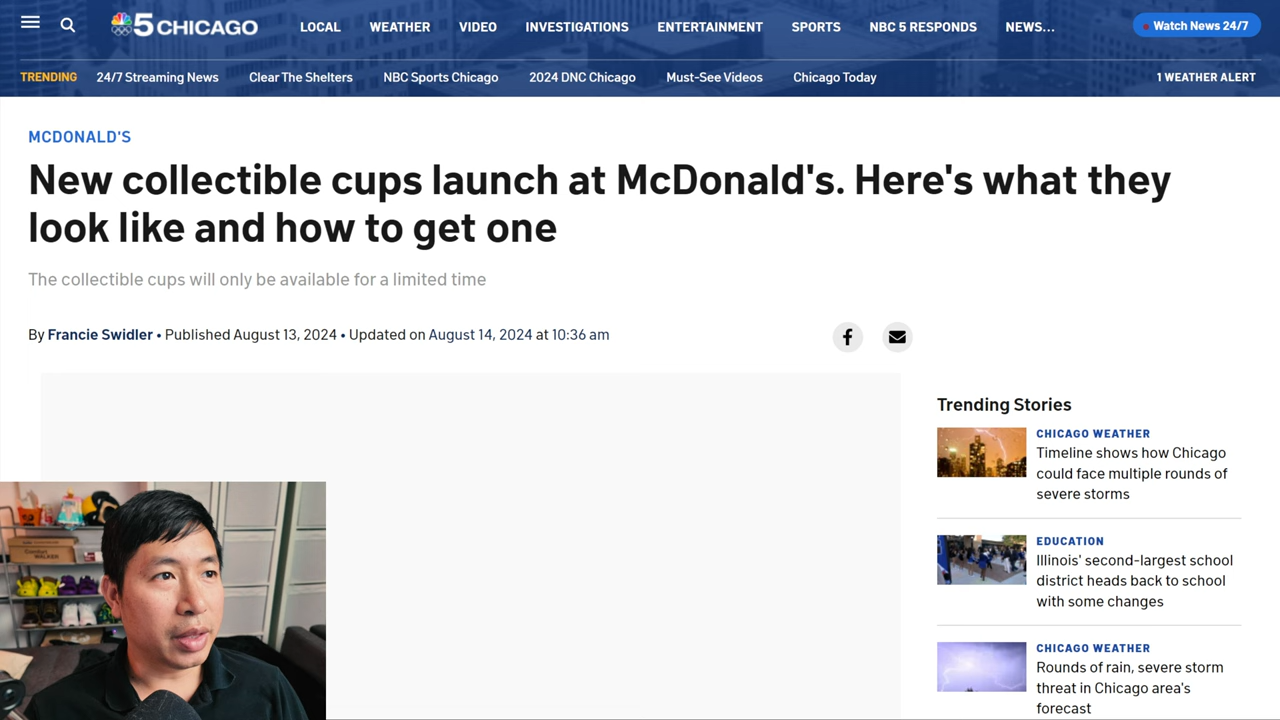 5 CHICAGO
LOCAL
WEATHER
VIDEO
INVESTIGATIONS
ENTERTAINMENT
SPORTS
NBC 5 RESPONDS
NEWS...
Watch News 24/7
TRENDING
24/7 Streaming News
Clear The Shelters
NBC Sports Chicago
2024 DNC Chicago
Must-See Videos
Chicago Today
1 WEATHER ALERT
MCDONALD'S
New collectible cups launch at McDonald's. Here's what they
look like and how to get one
The collectible cups will only be available for a limited time
By Francie Swidler • Published August 13, 2024 • Updated on August 14, 2024 at 10:36 am
Trending Stories
CHICAGO WEATHER
Timeline shows how Chicago
could face multiple rounds of
severe storms
EDUCATION
Illinois' second-largest school
district heads back to school
with some changes
CHICAGO WEATHER
Rounds of rain, severe storm
threat in Chicago area's
forecast